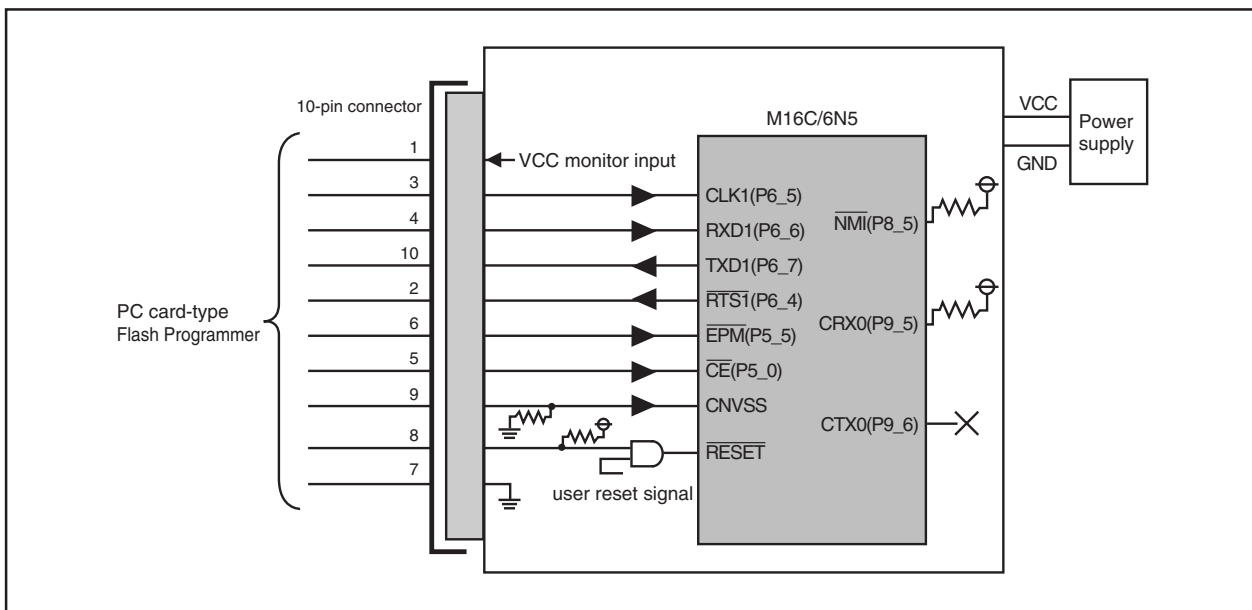 10-pin connector
PC card-type
Flash Programmer
1
3
4
10
2
6
5
9
8
7
VCC monitor input
user reset signal
M16C/6N5
CLK1(P6_5)
RXD1(P6_6)
TXD1(P6_7)
RTS1(P6_4)
EPM(P5_5)
CE(P5_0)
CNVSS
RESET
NMI(P8_5)
CRX0(P9_5)
CTX0(P9_6)
VCC
GND
Power
supply